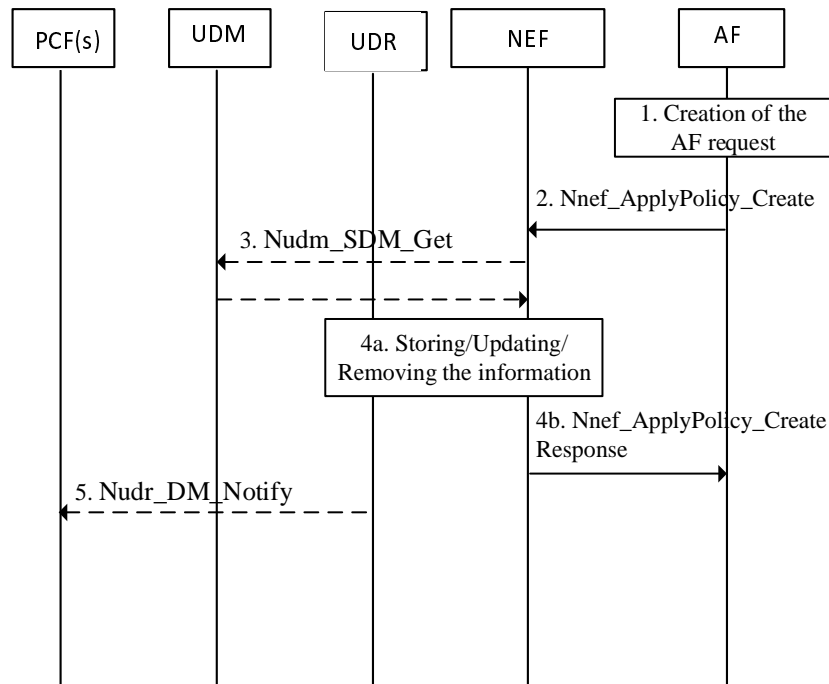 PCF(s)
UDM
UDR
NEF
AF
1. Creation of the
AF request
2. Nnef_ApplyPolicy_Create
3. Nudm_SDM_Get
4a. Storing/Updating/
Removing the information
4b. Nnef_ApplyPolicy_Create
Response
5. Nudr_DM_Notify